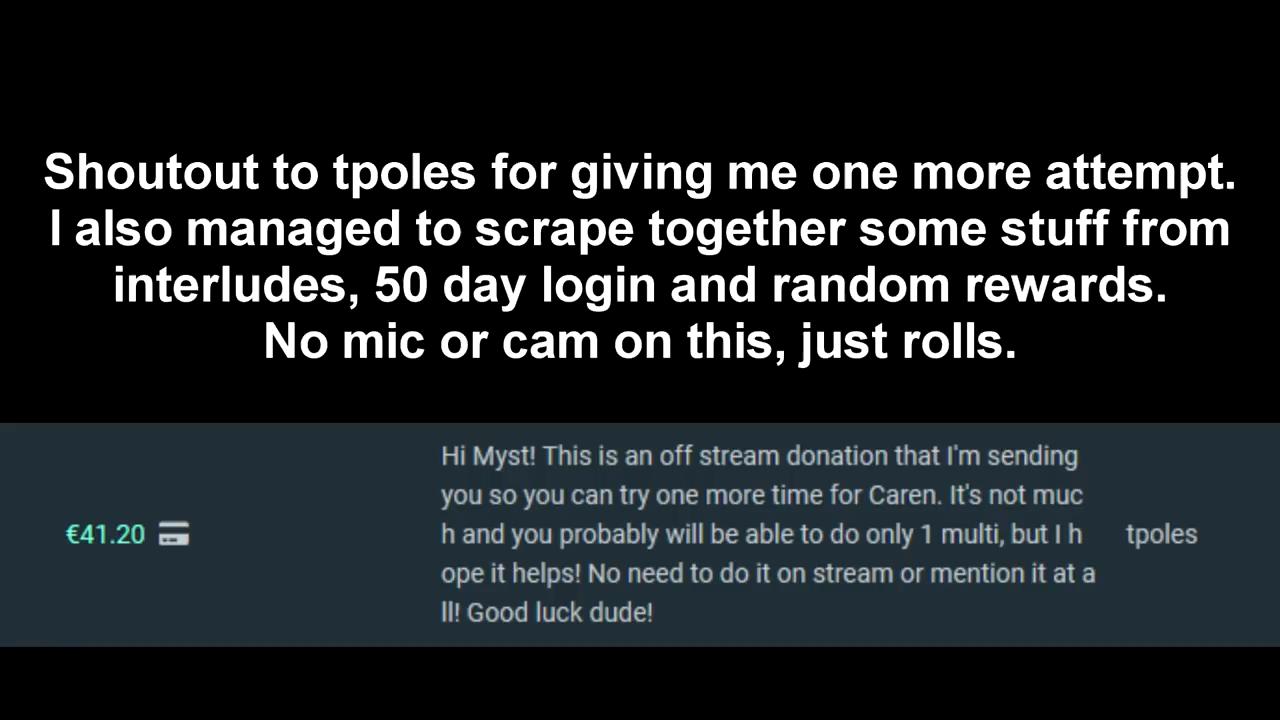 Shoutout to tpoles for giving me one more attempt.
I also managed to scrape together some stuff from
interludes, 50 day login and random rewards.
No mic or cam on this, just rolls.
Hi Myst! This is an off stream donation that I'm sending
you so you can try one more time for Caren. It's not muc
€41.20 h and you probably will be able to do only 1 multi, but I h tpoles
ope it helps! No need to do it on stream or mention it at a
ll! Good luck dude!